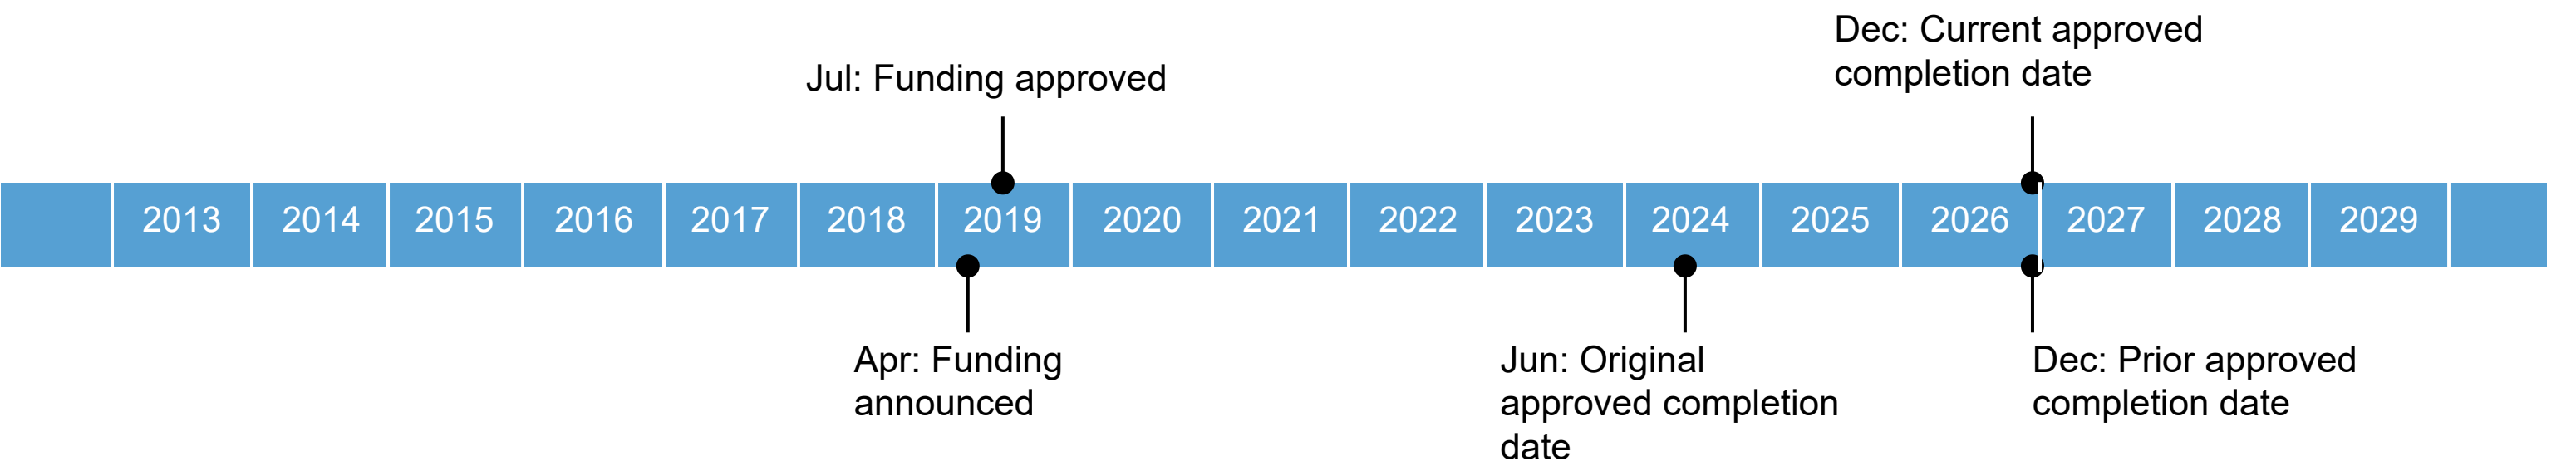 Dec: Current approved
completion date
Jul: Funding approved
2013 2014 2015 2016 2017 2018 2019 2020 2021 2022 2023 2024 2025 2026 2027 2028 2029
Apr: Funding
announced
Jun: Original
approved completion
date
Dec: Prior approved
completion date